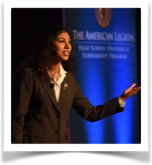 The American Legion
High School Oratorical
Scholarship Program